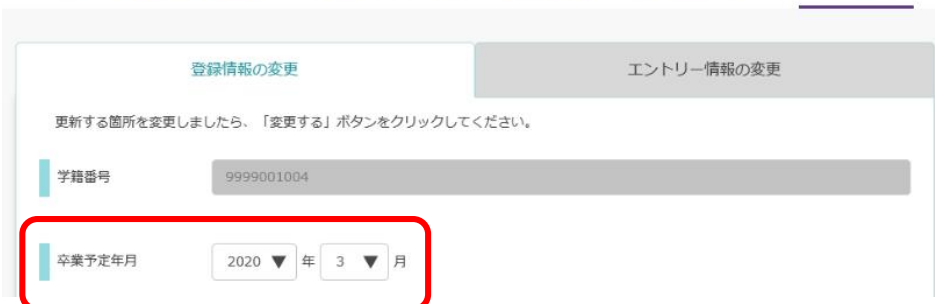 登録情報の変更 エントリー情報の変更
更新する箇所を変更しましたら、「変更する」ボタンをクリックしてください。
学籍番号 9999001004
卒業予定年月 2020 ▼ 年 3 ▼ 月